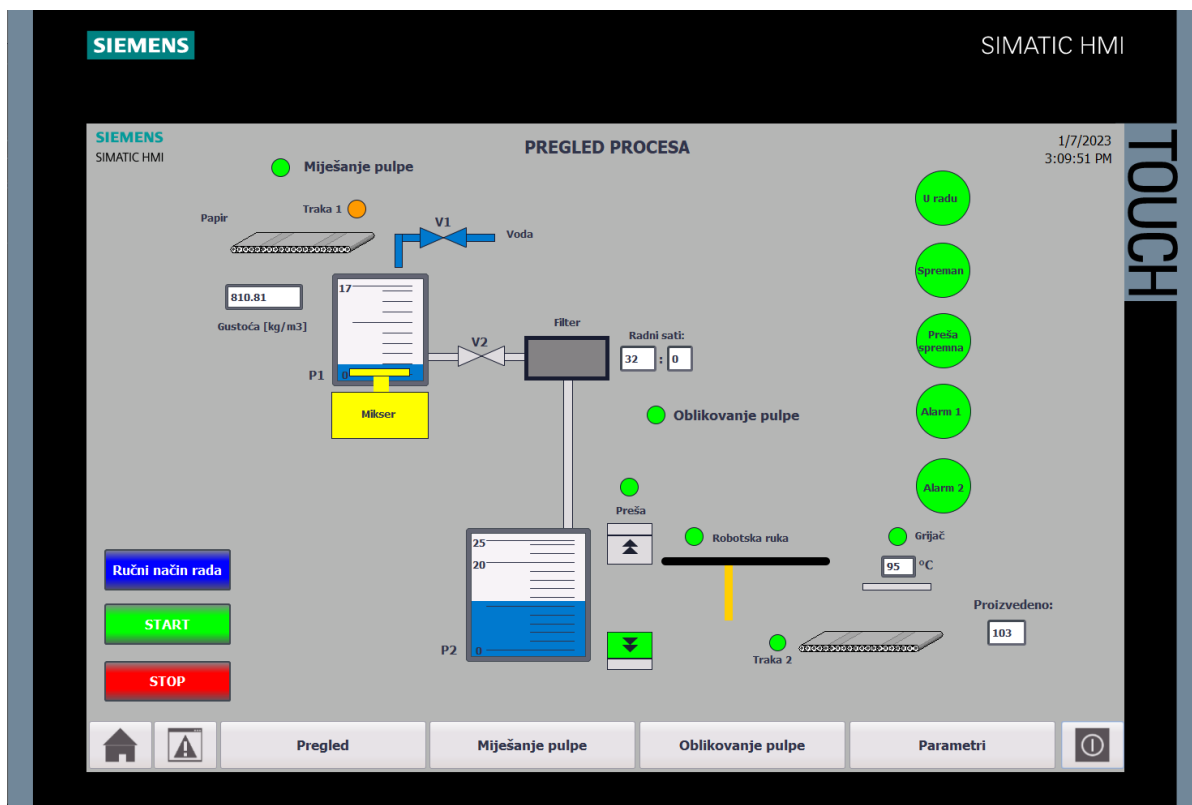 SIEMENS
SIMATIC HMI
TOUCH
SIEMENS
SIMATIC HMI
PREGLED PROCESA
1/7/2023
3:09:51 PM
Miješanje pulpe
Traka 1
Papir
V1
Voda
U radu
Spreman
810.81
Gustoća [kg/m3]
17
0
P1
Mikser
V2
Filter
Radni sati:
32 : 0
Preša
spremna
Alarm 1
Alarm 2
Oblikovanje pulpe
Preša
25
20
0
P2
Robotska ruka
Grijač
95 °C
Proizvedeno:
103
Traka 2
Ručni način rada
START
STOP
Pregled
Miješanje pulpe
Oblikovanje pulpe
Parametri